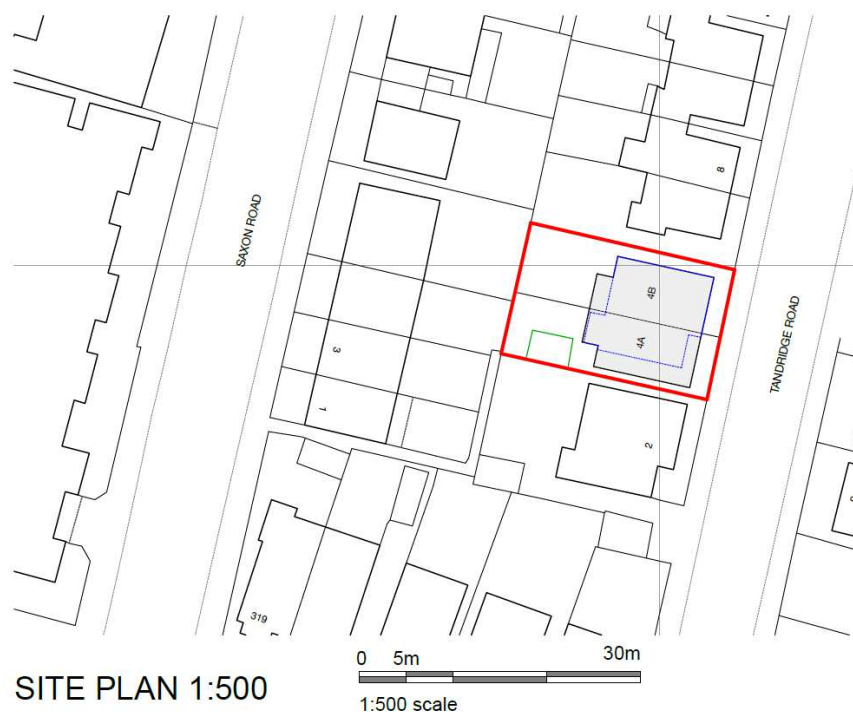 8
SAXON ROAD
4B
4A
TANDRIDGE ROAD
3
1
2
319
0 5m 30m
SITE PLAN 1:500
1:500 scale